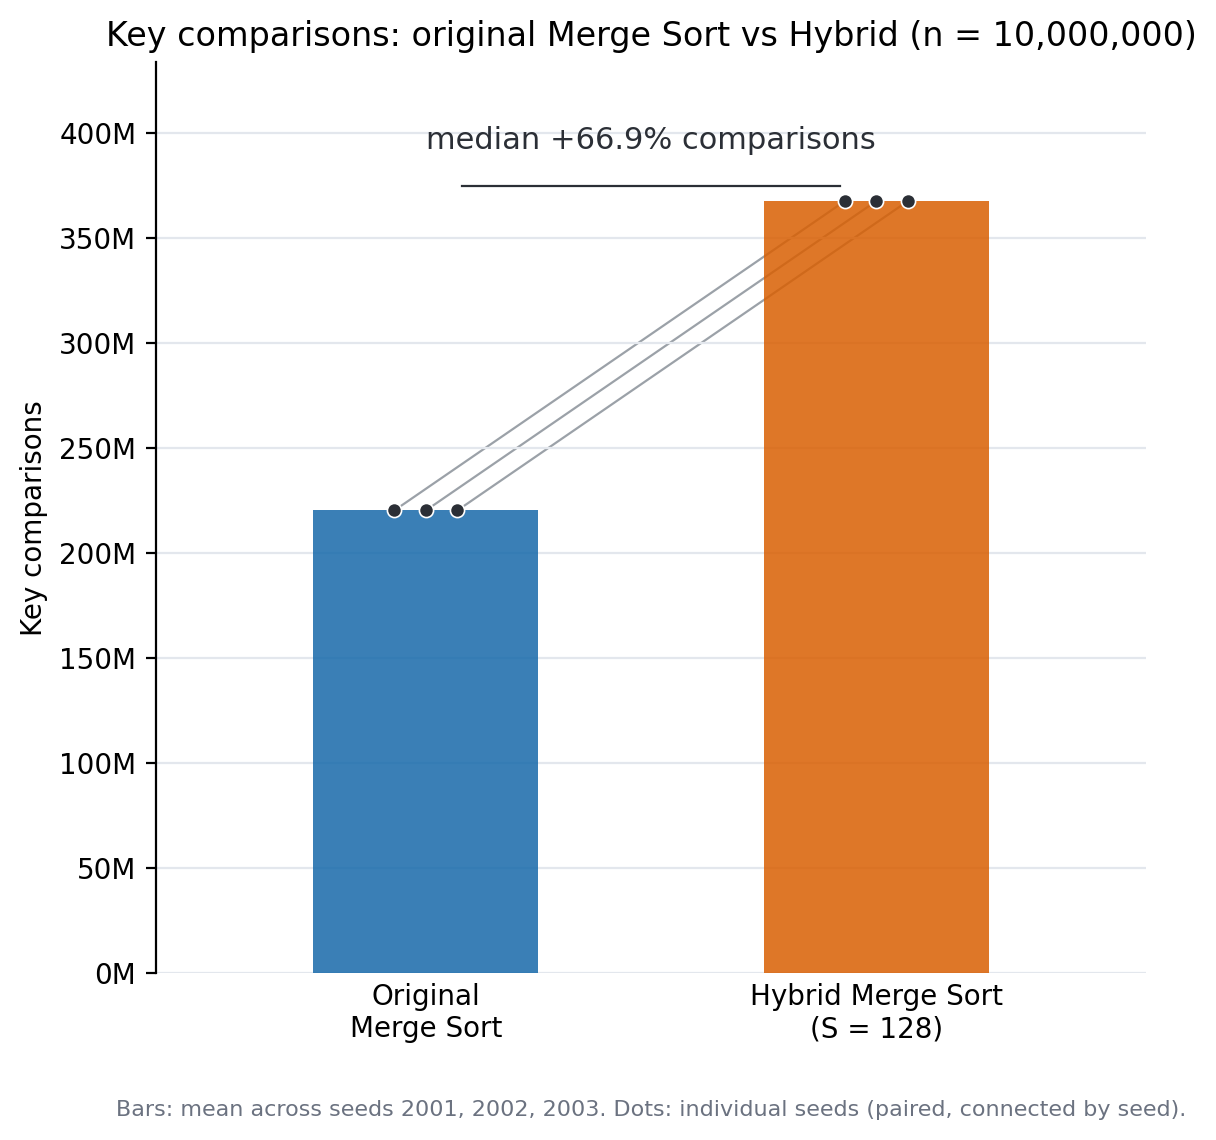 Key comparisons: original Merge Sort vs Hybrid (n = 10,000,000)
400M
median +66.9% comparisons
350M
300M
250M
200M
150M
100M
50M
0M
Key comparisons
Original
Merge Sort
Hybrid Merge Sort
(S = 128)
Bars: mean across seeds 2001, 2002, 2003. Dots: individual seeds (paired, connected by seed).